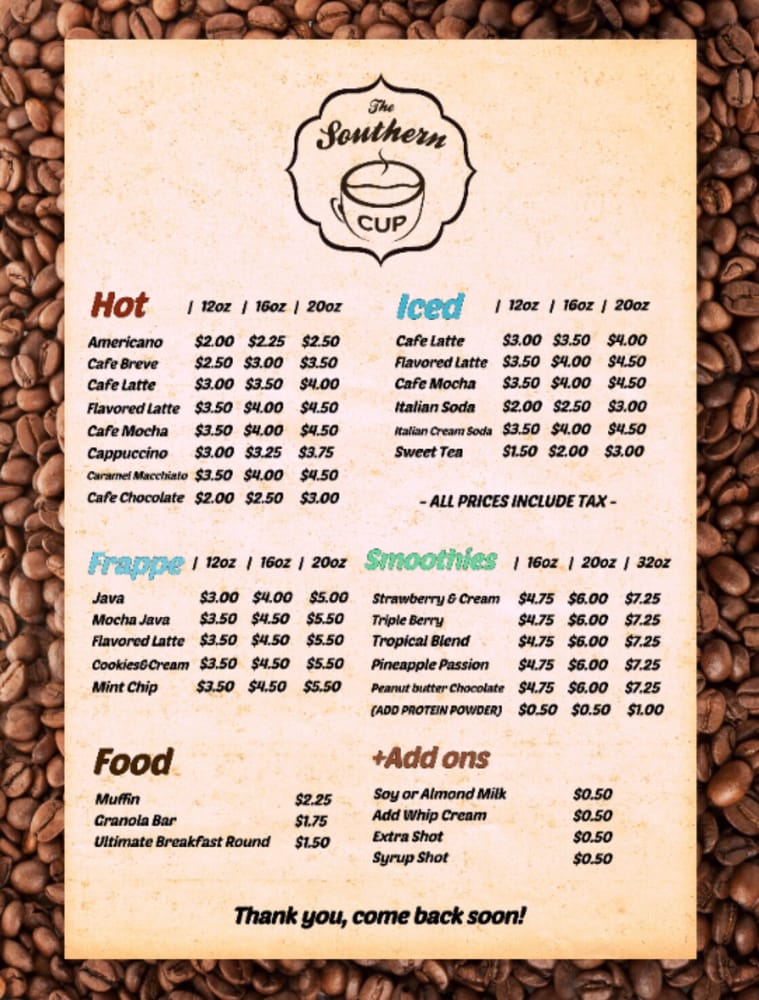 The
Southern
CUP
Hot | 12oz | 16oz | 20oz
Americano $2.00 $2.25 $2.50
Cafe Breve $2.50 $3.00 $3.50
Cafe Latte $3.00 $3.50 $4.00
Flavored Latte $3.50 $4.00 $4.50
Cafe Mocha $3.50 $4.00 $4.50
Cappuccino $3.00 $3.25 $3.75
Caramel Macchiato $3.50 $4.00 $4.50
Cafe Chocolate $2.00 $2.50 $3.00
Iced | 12oz | 16oz | 20oz
Cafe Latte $3.00 $3.50 $4.00
Flavored Latte $3.50 $4.00 $4.50
Cafe Mocha $3.50 $4.00 $4.50
Italian Soda $2.00 $2.50 $3.00
Italian Cream Soda $3.50 $4.00 $4.50
Sweet Tea $1.50 $2.00 $3.00
- ALL PRICES INCLUDE TAX -
Frappe | 12oz | 16oz | 20oz
Java $3.00 $4.00 $5.00
Mocha Java $3.50 $4.50 $5.50
Flavored Latte $3.50 $4.50 $5.50
Cookies&Cream $3.50 $4.50 $5.50
Mint Chip $3.50 $4.50 $5.50
Smoothies | 16oz | 20oz | 32oz
Strawberry & Cream $4.75 $6.00 $7.25
Triple Berry $4.75 $6.00 $7.25
Tropical Blend $4.75 $6.00 $7.25
Pineapple Passion $4.75 $6.00 $7.25
Peanut butter Chocolate $4.75 $6.00 $7.25
(ADD PROTEIN POWDER) $0.50 $0.50 $1.00
Food
Muffin $2.25
Granola Bar $1.75
Ultimate Breakfast Round $1.50
+Add ons
Soy or Almond Milk $0.50
Add Whip Cream $0.50
Extra Shot $0.50
Syrup Shot $0.50
Thank you, come back soon!